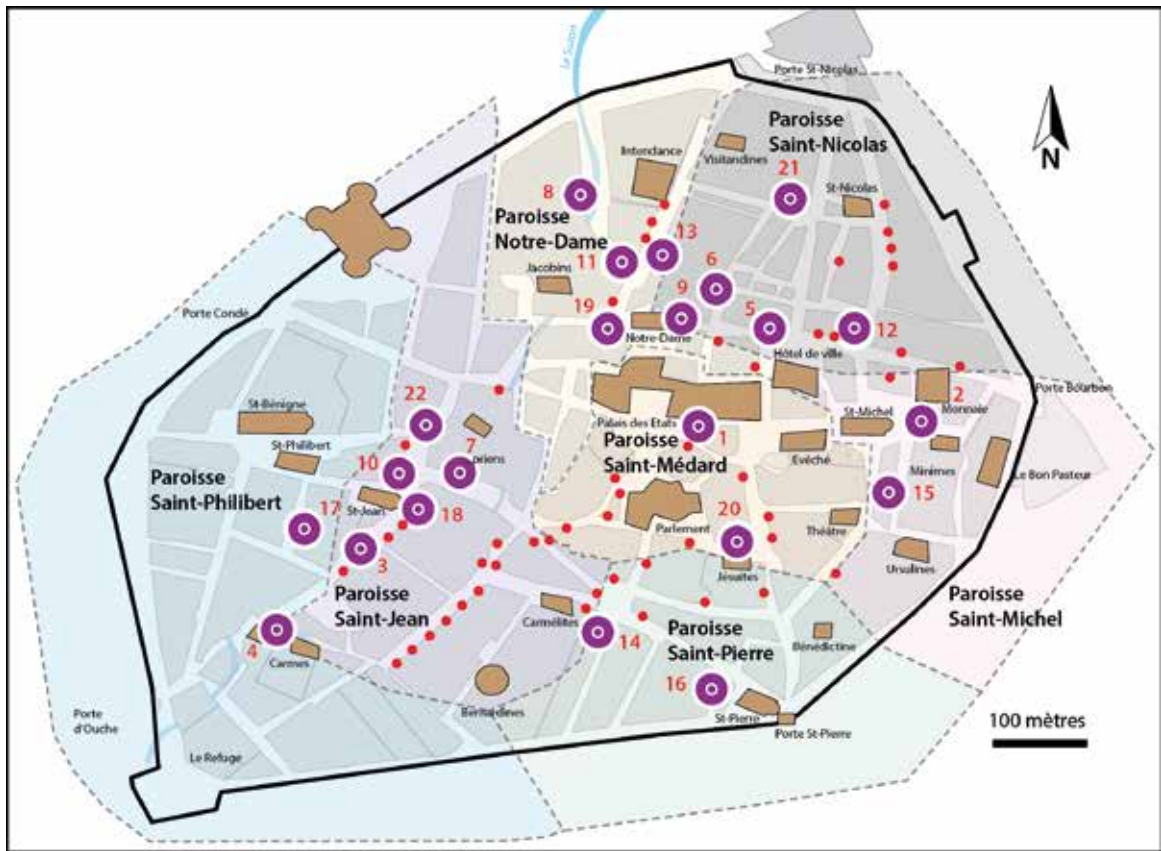 Le Suzon
Porte St-Nicolas
Paroisse
Saint-Nicolas
Intendance
Visitandines
21
St-Nicolas
N
8
Paroisse
Notre-Dame
13
11
6
Jacobins
9
19
5
12
Notre-Dame
Hôtel de ville
Porte Condé
Porte Bourbon
2
Monnaie
St-Bénigne
22
St-Michel
Palais des Etats
1
St-Philibert
7
Paroisse
Saint-Médard
Evêché
Minimes
Le Bon Pasteur
10
Paroisse
Saint-Philibert
St-Jean
15
17
18
20
Parlement
Théâtre
3
Jésuites
Ursulines
Paroisse
Saint-Jean
Carmélites
Paroisse
Saint-Michel
Paroisse
Saint-Pierre
Bénédictine
4
Carmes
14
16
Bernardines
St-Pierre
Porte
d'Ouche
Porte St-Pierre
100 mètres
Le Refuge